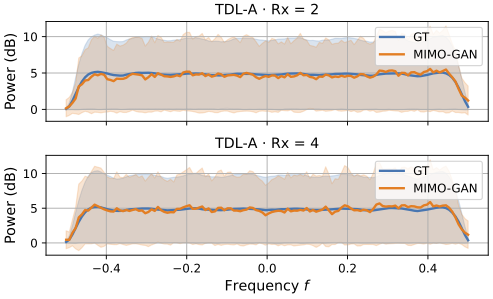 TDL-A · Rx = 2
10
5
0
Power (dB)
GT
MIMO-GAN
TDL-A · Rx = 4
10
5
0
Power (dB)
GT
MIMO-GAN
−0.4 −0.2 0.0 0.2 0.4
Frequency f